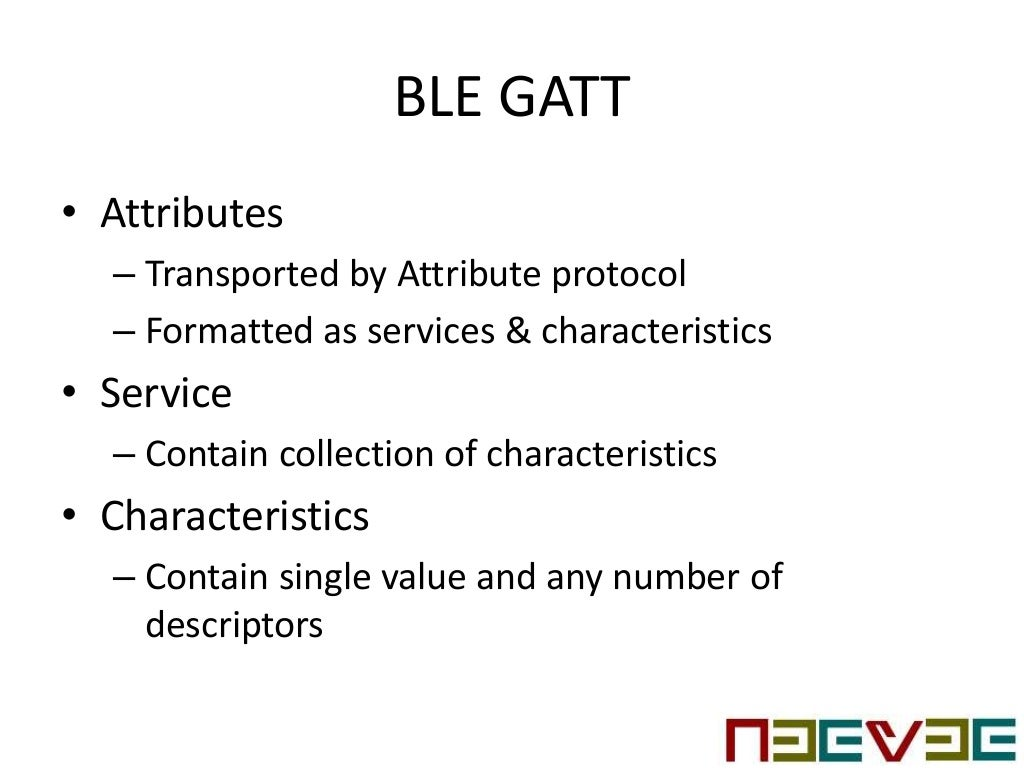 BLE GATT
• Attributes
– Transported by Attribute protocol
– Formatted as services & characteristics
• Service
– Contain collection of characteristics
• Characteristics
– Contain single value and any number of
descriptors